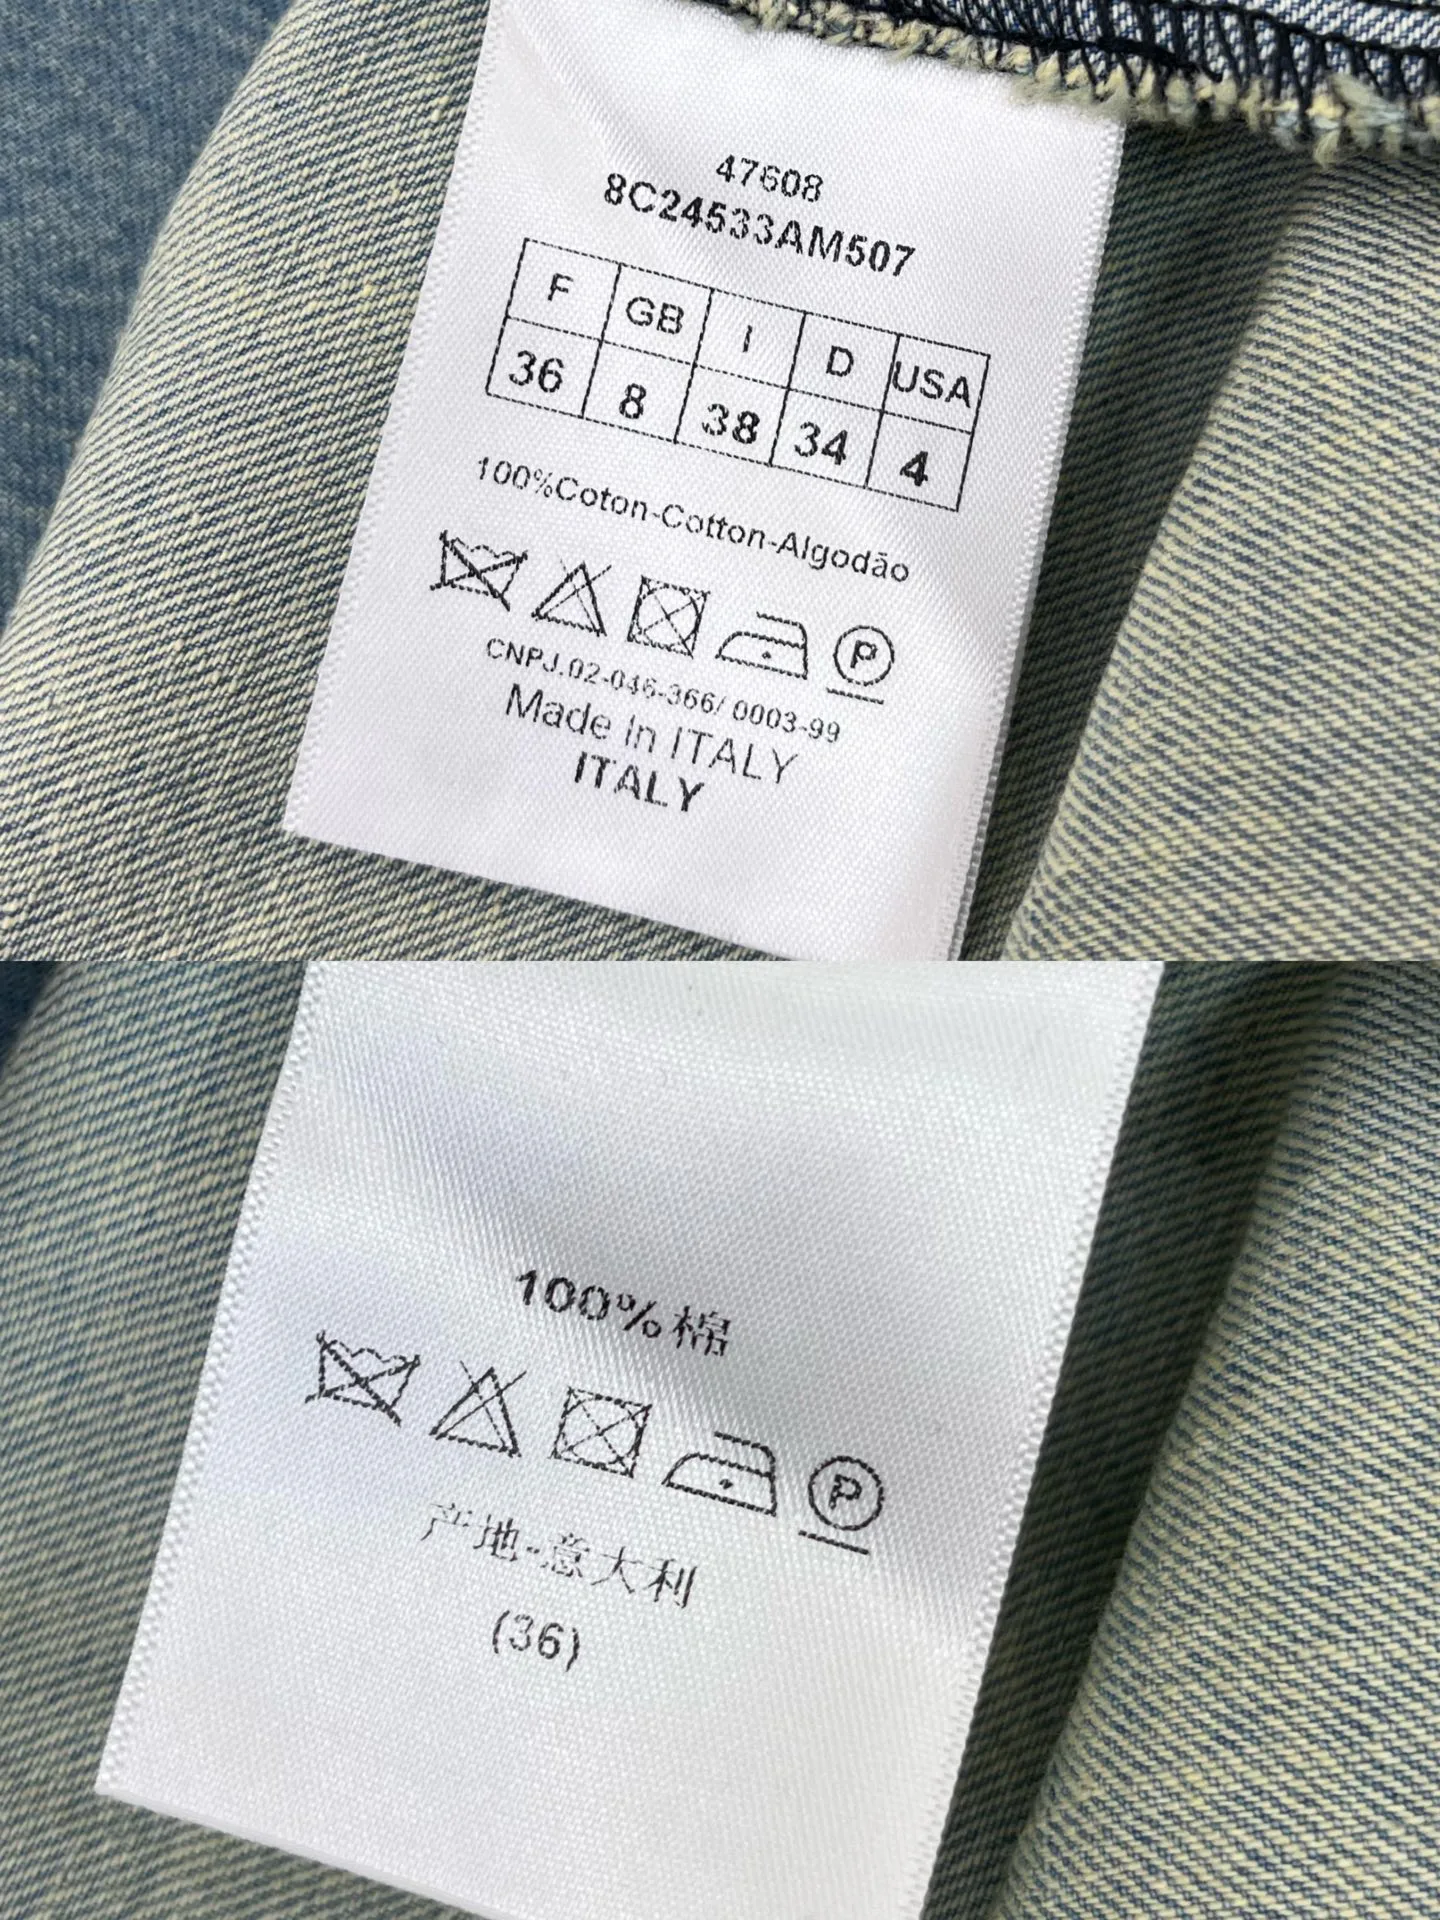 47608
8C24533AM507
F GB I D USA
36 8 38 34 4
100%Coton-Cotton-Algodão
P
CNPJ.02-046-366/ 0003-99
Made In ITALY
ITALY
100%棉
P
产地-意大利
(36)